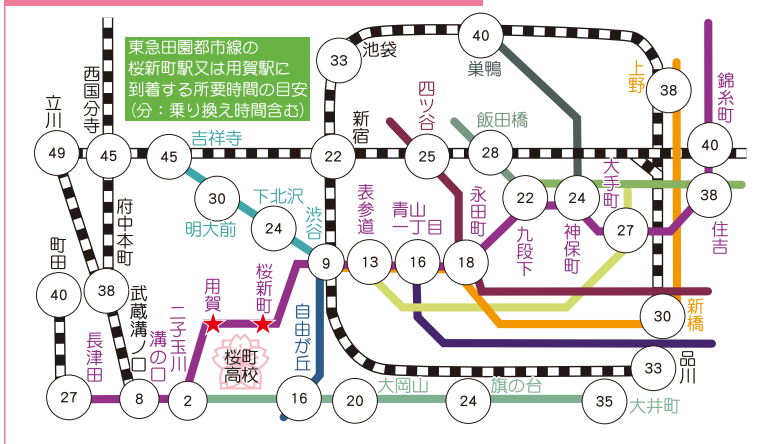 東急田園都市線の
桜新町駅又は用賀駅に
到着する所要時間の目安
（分：乗り換え時間含む）
33
池袋
40
巣鴨
上野
38
錦糸町
西国分寺
立川
49
45
45
吉祥寺
新宿
22
四ツ谷
25
飯田橋
28
40
大手町
30
明大前
下北沢
24
渋谷
9
表参道
13
青山
一丁目
16
永田町
18
22
九段下
24
神保町
27
38
住吉
府中本町
町田
40
38
武蔵溝ノ口
長津田
27
溝の口
8
二子玉川
2
用賀
桜新町
桜町
高校
自由が丘
16
20
大岡山
24
旗の台
35
大井町
30
新橋
33
品川